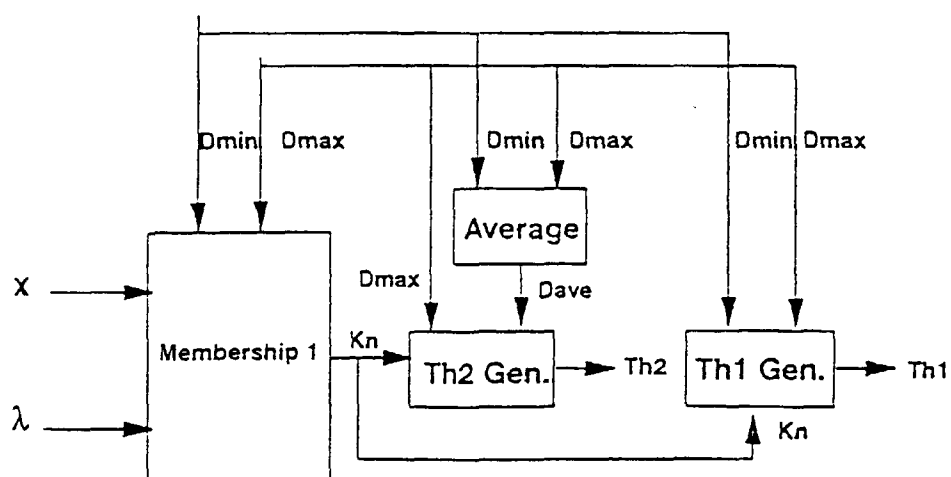 Dmin Dmax Dmin Dmax Dmin Dmax
Average
x
Dmax Dave
Membership 1 Kn Th2 Gen. Th2 Th1 Gen. Th1
λ
Kn